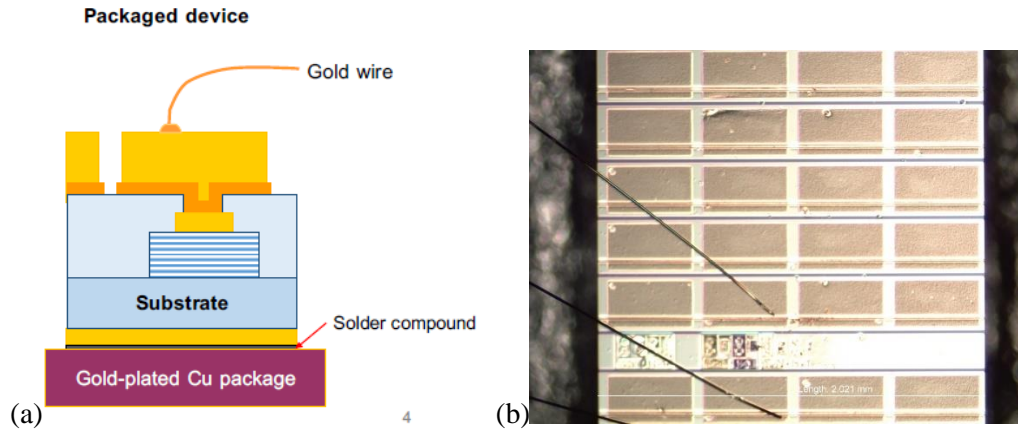 Packaged device
Gold wire
Substrate
Solder compound
Gold-plated Cu package
(a)
4
(b)
Length: 2.021 mm